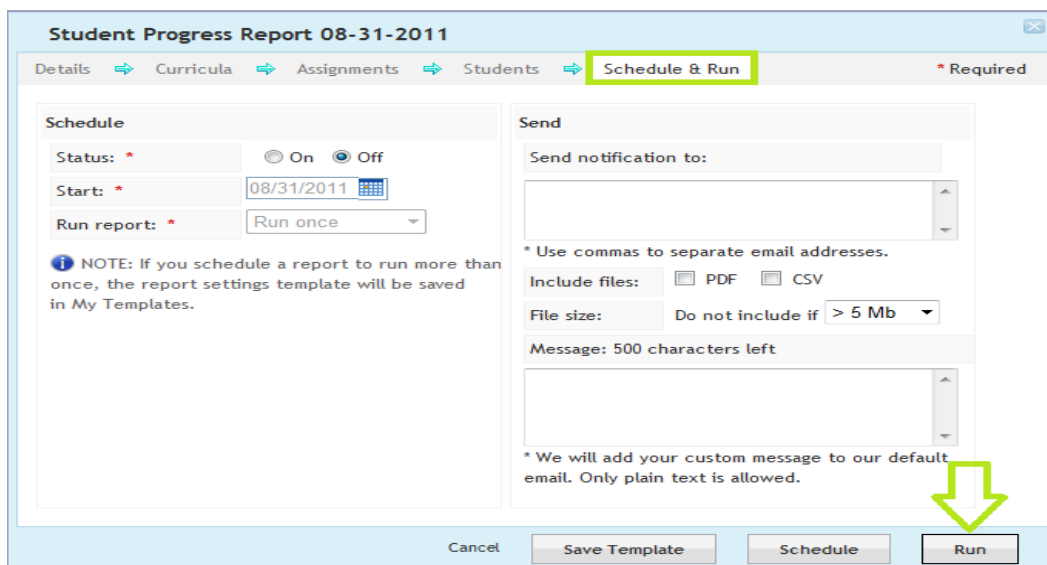 Student Progress Report 08-31-2011
Details Curricula Assignments Students Schedule & Run * Required
Schedule
Status: * On Off
Start: * 08/31/2011
Run report: * Run once
NOTE: If you schedule a report to run more than
once, the report settings template will be saved
in My Templates.
Send
Send notification to:
* Use commas to separate email addresses.
Include files: PDF CSV
File size: Do not include if > 5 Mb
Message: 500 characters left
* We will add your custom message to our default
email. Only plain text is allowed.
Cancel Save Template Schedule Run